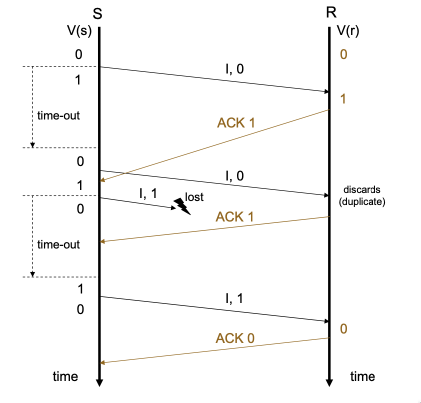 S R
V(s) V(r)
0 0
1
I, 0
1
time-out
ACK 1
0
I, 0
1
discards
(duplicate)
I, 1
lost
0
ACK 1
time-out
1
I, 1
0
0
ACK 0
time time